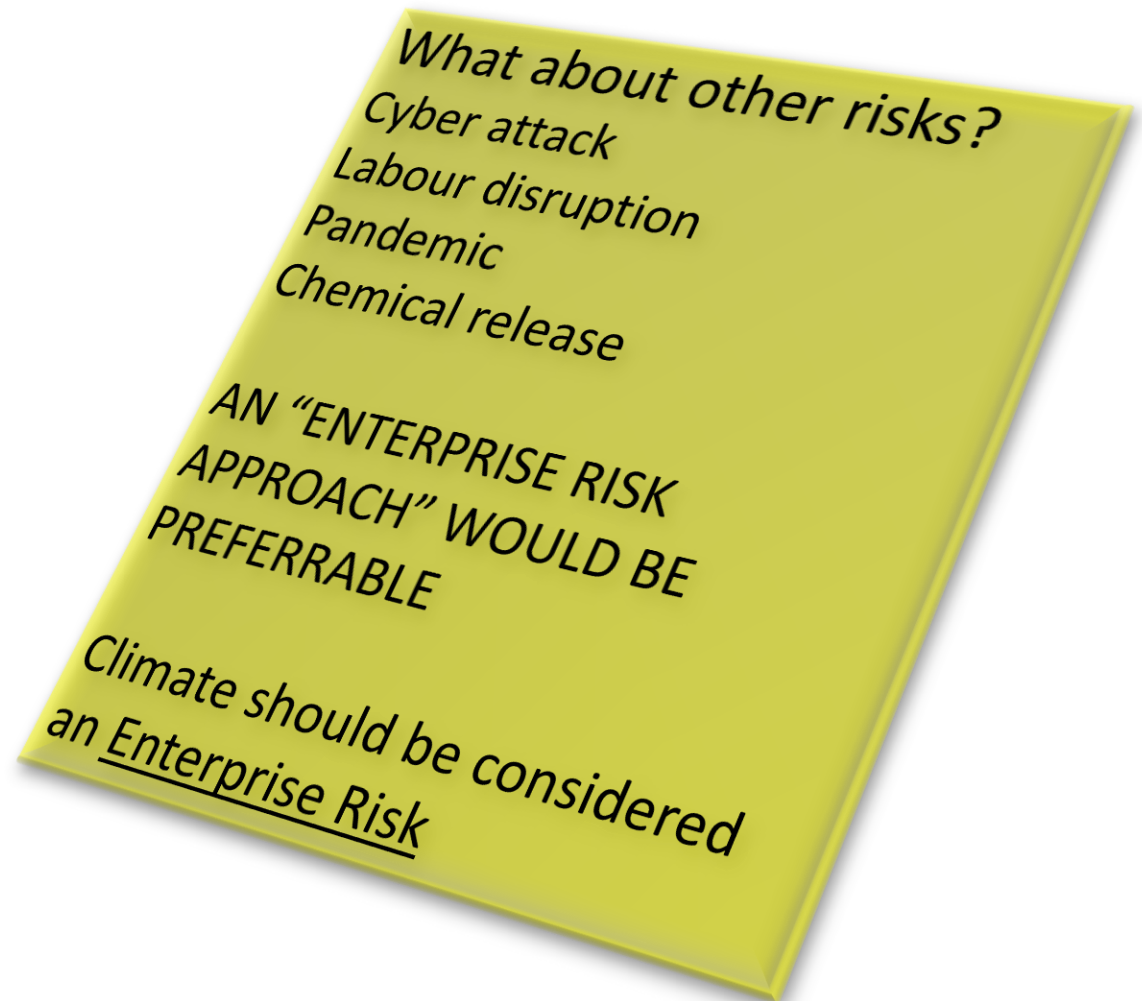 What about other risks?
Cyber attack
Labour disruption
Pandemic
Chemical release
AN “ENTERPRISE RISK
APPROACH” WOULD BE
PREFERRABLE
Climate should be considered
an Enterprise Risk